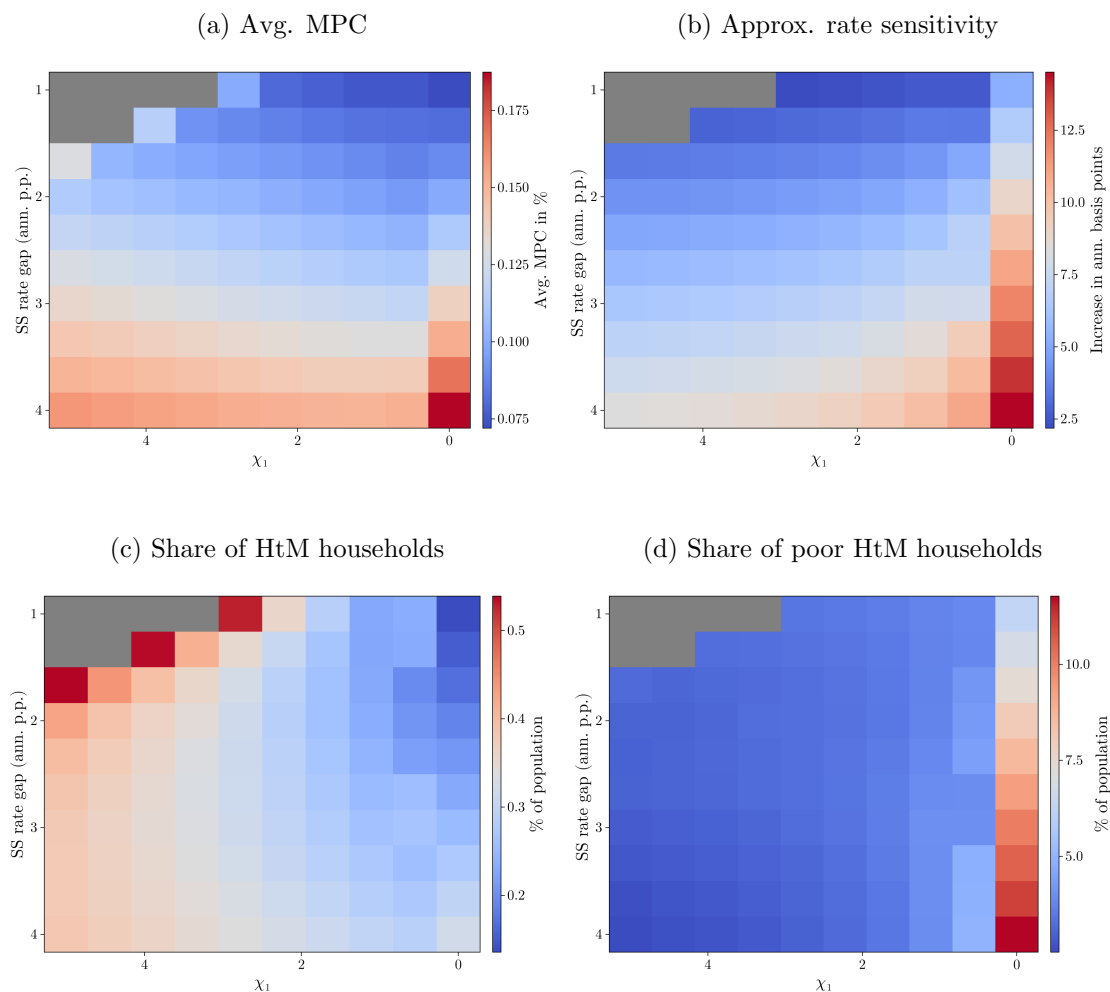 (a) Avg. MPC
(b) Approx. rate sensitivity
SS rate gap (ann. p.p.)
1
2
3
4
4
2
0
χ₁
0.175
0.150
0.125
0.100
0.075
Avg. MPC in %
SS rate gap (ann. p.p.)
1
2
3
4
4
2
0
χ₁
12.5
10.0
7.5
5.0
2.5
Increase in ann. basis points
(c) Share of HtM households
(d) Share of poor HtM households
SS rate gap (ann. p.p.)
1
2
3
4
4
2
0
χ₁
0.5
0.4
0.3
0.2
% of population
SS rate gap (ann. p.p.)
1
2
3
4
4
2
0
χ₁
10.0
7.5
5.0
% of population